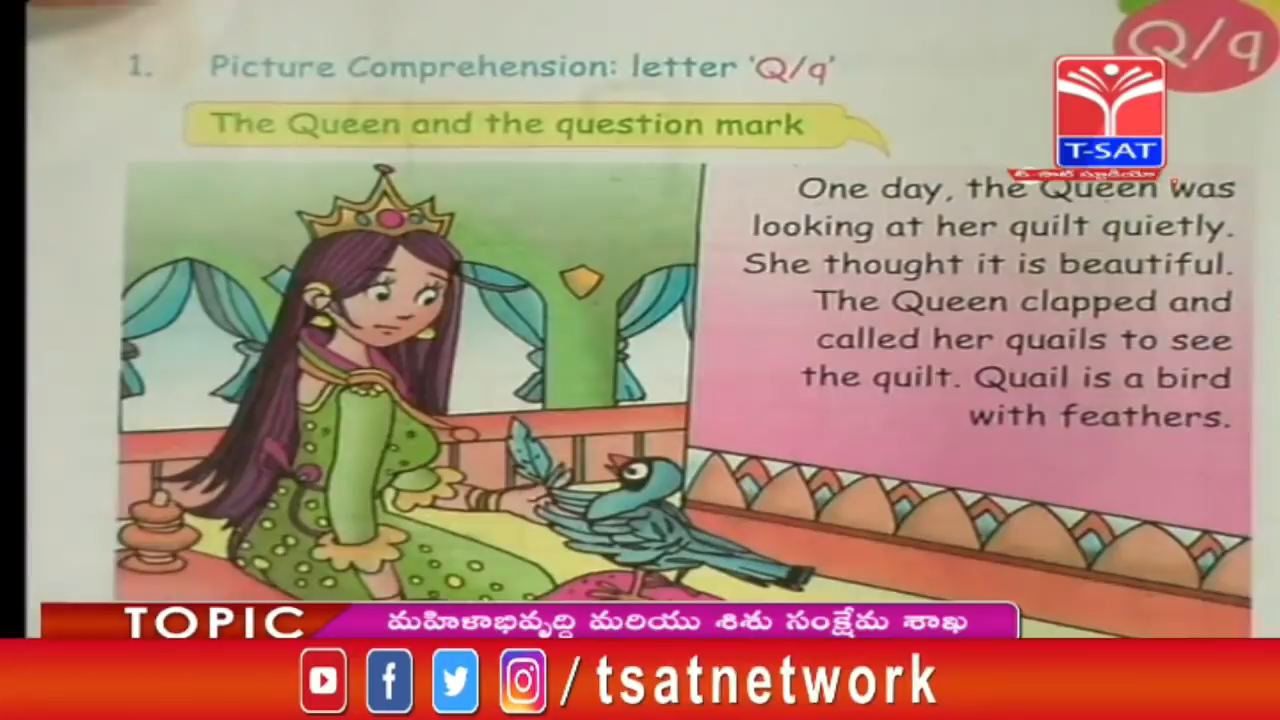 Q/q
1. Picture Comprehension: letter 'Q/q'
The Queen and the question mark
T-SAT
టి-సాట్ స్టూడియో
One day, the Queen was
looking at her quilt quietly.
She thought it is beautiful.
The Queen clapped and
called her quails to see
the quilt. Quail is a bird
with feathers.
TOPIC మహిళాభివృద్ధి మరియు శిశు సంక్షేమ శాఖ
/ tsatnetwork